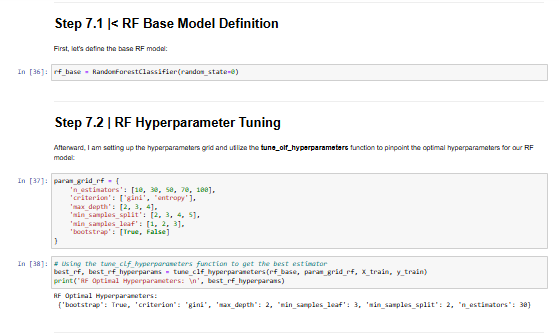 Step 7.1 |< RF Base Model Definition
First, let's define the base RF model:
In [36]: rf_base = RandomForestClassifier(random_state=0)
Step 7.2 | RF Hyperparameter Tuning
Afterward, I am setting up the hyperparameters grid and utilize the tune_clf_hyperparameters function to pinpoint the optimal hyperparameters for our RF
model:
In [37]: param_grid_rf = {
'n_estimators': [10, 30, 50, 70, 100],
'criterion': ['gini', 'entropy'],
'max_depth': [2, 3, 4],
'min_samples_split': [2, 3, 4, 5],
'min_samples_leaf': [1, 2, 3],
'bootstrap': [True, False]
}
In [38]: # Using the tune_clf_hyperparameters function to get the best estimator
best_rf, best_rf_hyperparams = tune_clf_hyperparameters(rf_base, param_grid_rf, X_train, y_train)
print('RF Optimal Hyperparameters: \n', best_rf_hyperparams)
RF Optimal Hyperparameters:
{'bootstrap': True, 'criterion': 'gini', 'max_depth': 2, 'min_samples_leaf': 3, 'min_samples_split': 2, 'n_estimators': 30}